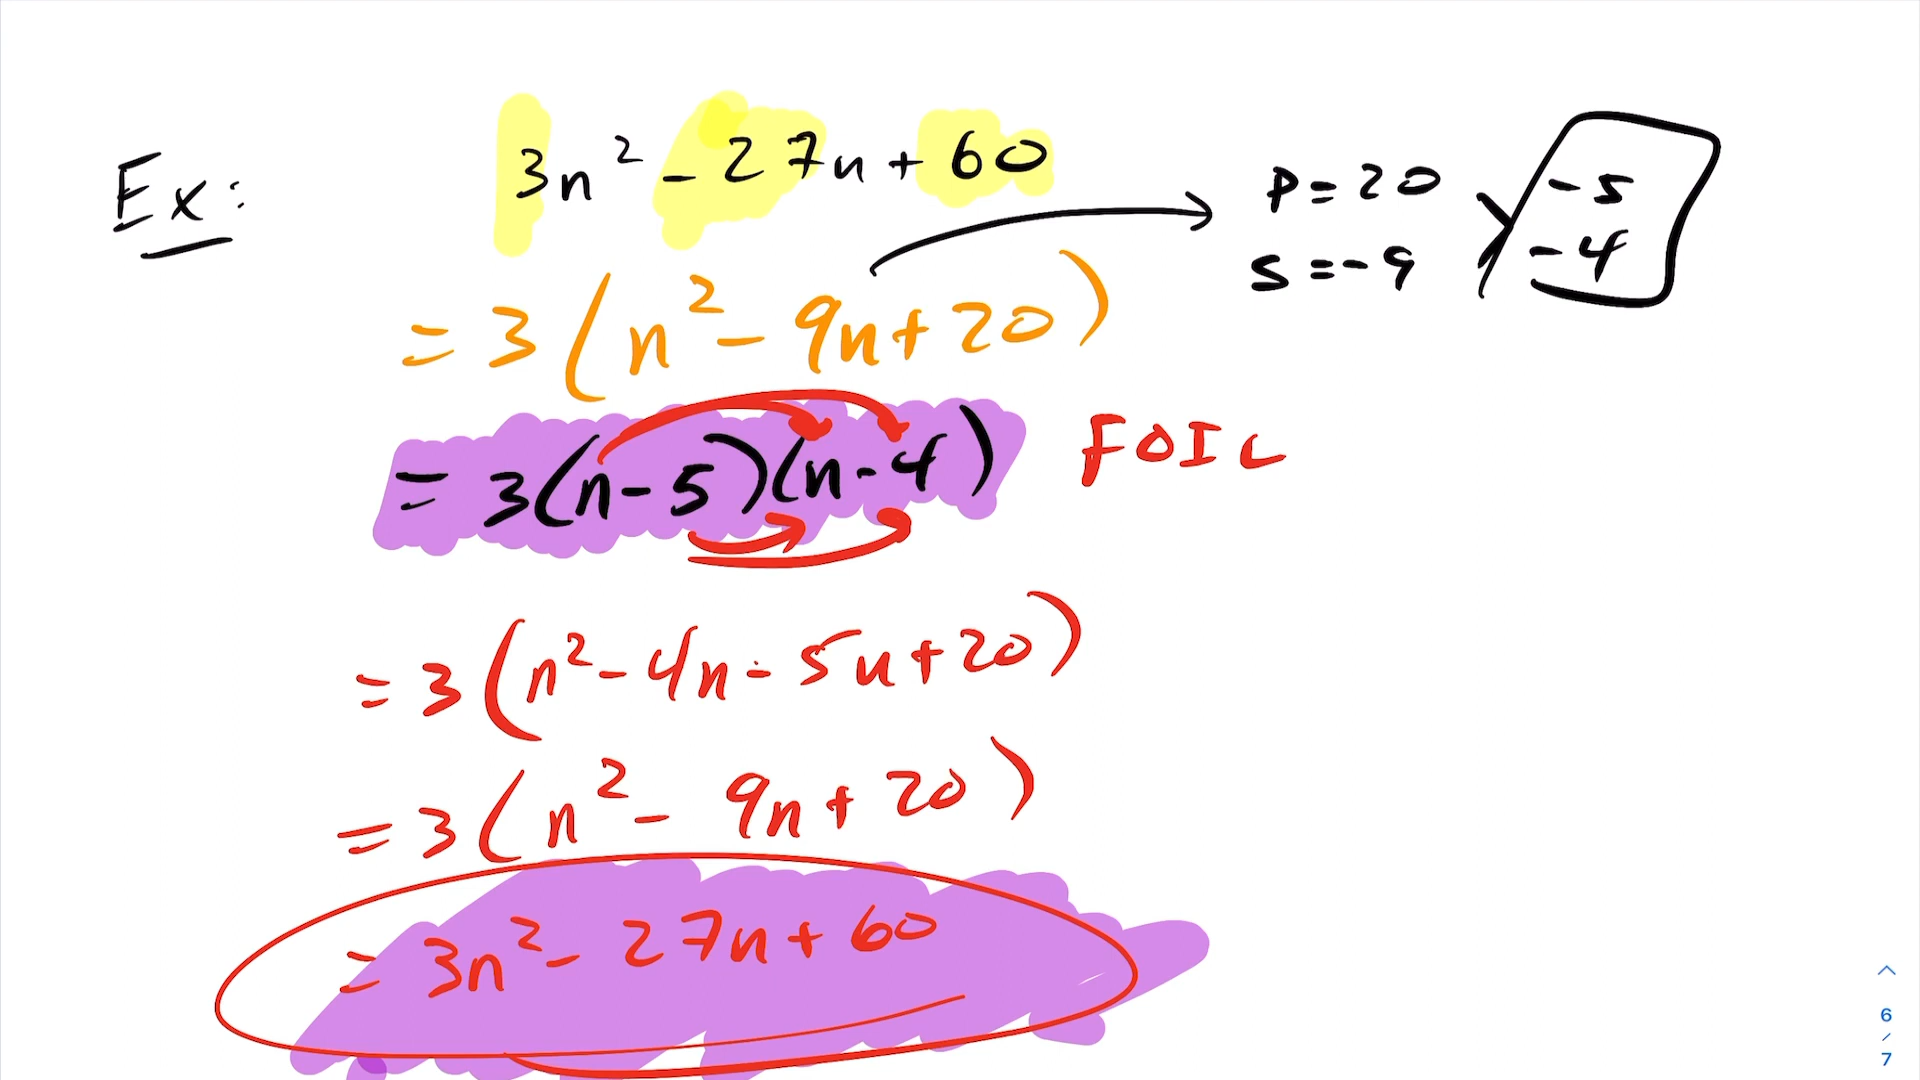 Ex:
3n² - 27n + 60
P = 20
-5
S = -9
-4
= 3(n² - 9n + 20)
= 3(n - 5)(n - 4)
FOIL
= 3(n² - 4n - 5n + 20)
= 3(n² - 9n + 20)
= 3n² - 27n + 60
6
/
7